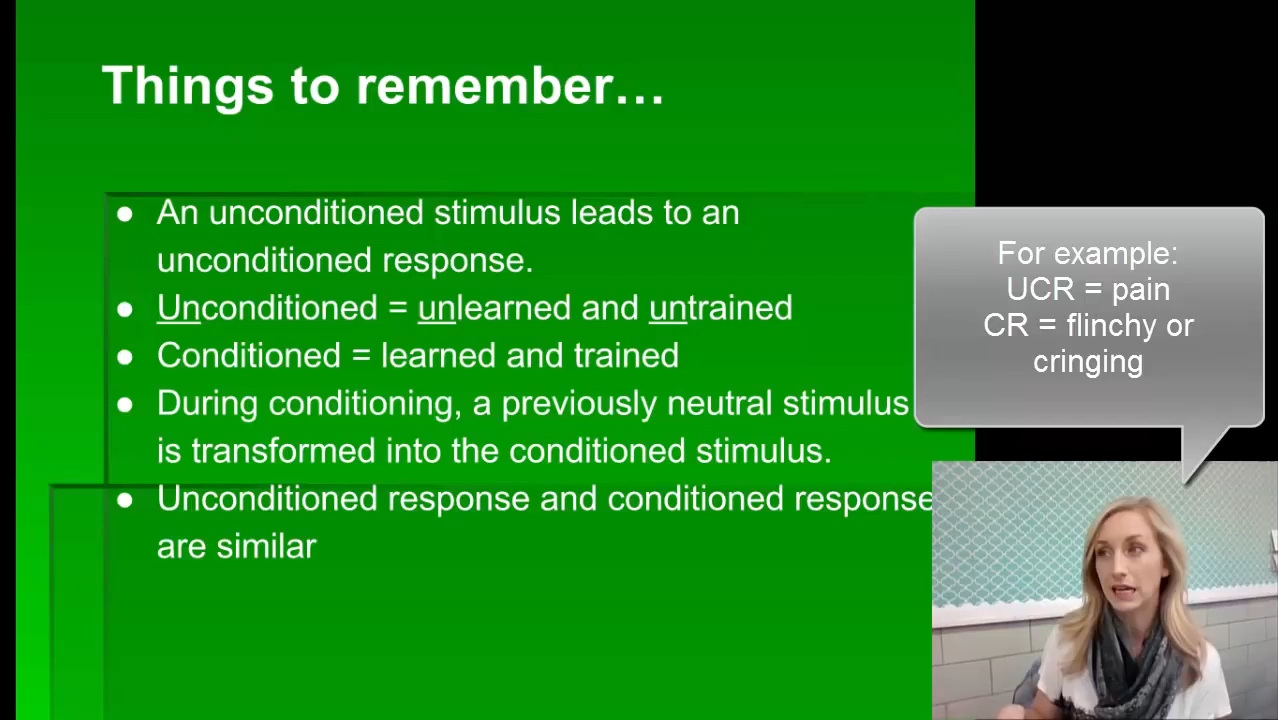 Things to remember…
● An unconditioned stimulus leads to an
unconditioned response.
● Unconditioned = unlearned and untrained
● Conditioned = learned and trained
● During conditioning, a previously neutral stimulus
is transformed into the conditioned stimulus.
● Unconditioned response and conditioned response
are similar
For example:
UCR = pain
CR = flinchy or
cringing